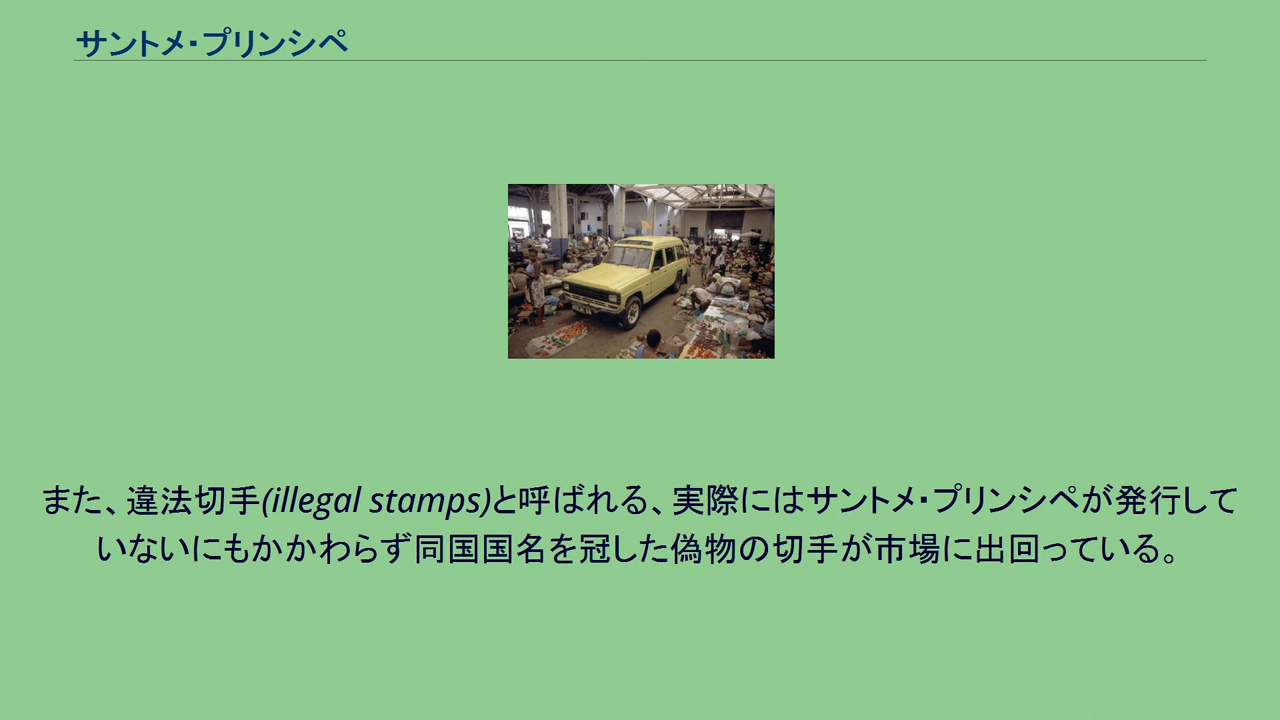 サントメ・プリンシペ
また、違法切手(illegal stamps)と呼ばれる、実際にはサントメ・プリンシペが発行して
いないにもかかわらず同国国名を冠した偽物の切手が市場に出回っている。